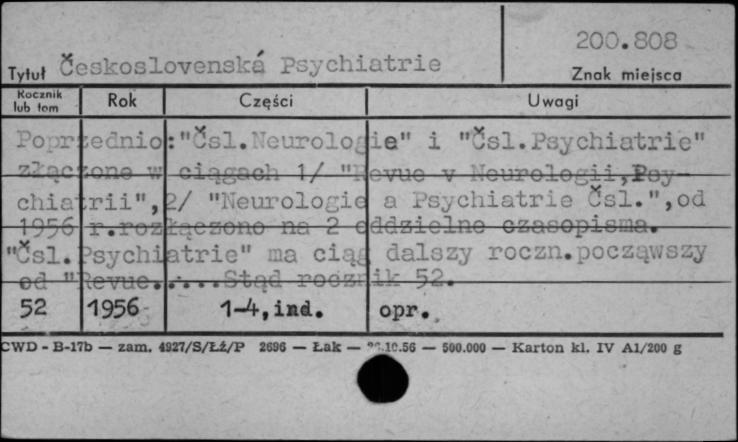 200.808
Tytuł Československá Psychiatrie
Znak miejsca
Rocznik lub tom Rok Części Uwagi
Poprzednio:"Čsl.Neurologie" i "Čsl.Psychiatrie"
złączone w ciągach 1/ "Revue v Neurologii,Psy-
chiatrii",2/ "Neurologie a Psychiatrie Čsl.",od
1956 r.rozłączono na 2 oddzielne czasopisma.
"Čsl.Psychiatrie" ma ciąg dalszy roczn.począwszy
od "Revue......Stąd rocznik 52.
52 1956 1-4,ind. opr.
CWD - B-17b — zam. 4927/S/Łź/P 2696 — Łak — .10.56 — 500.000 — Karton kl. IV A1/200 g